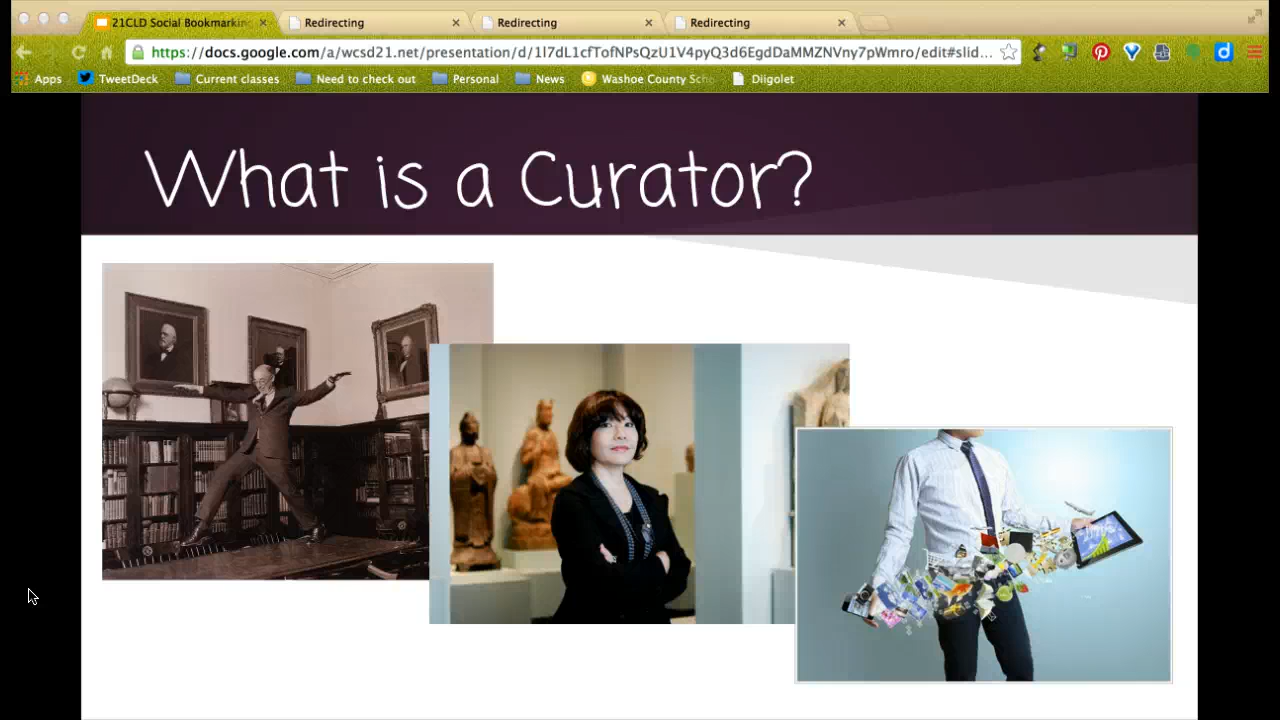 21CLD Social Bookmarking
Redirecting
Redirecting
Redirecting
https://docs.google.com/a/wcsd21.net/presentation/d/1l7dL1cfTofNPsQzU1V4pyQ3d6EgdDaMMZNVny7pWmro/edit#slid...
Apps
TweetDeck
Current classes
Need to check out
Personal
News
Washoe County Scho
Diigolet
What is a Curator?